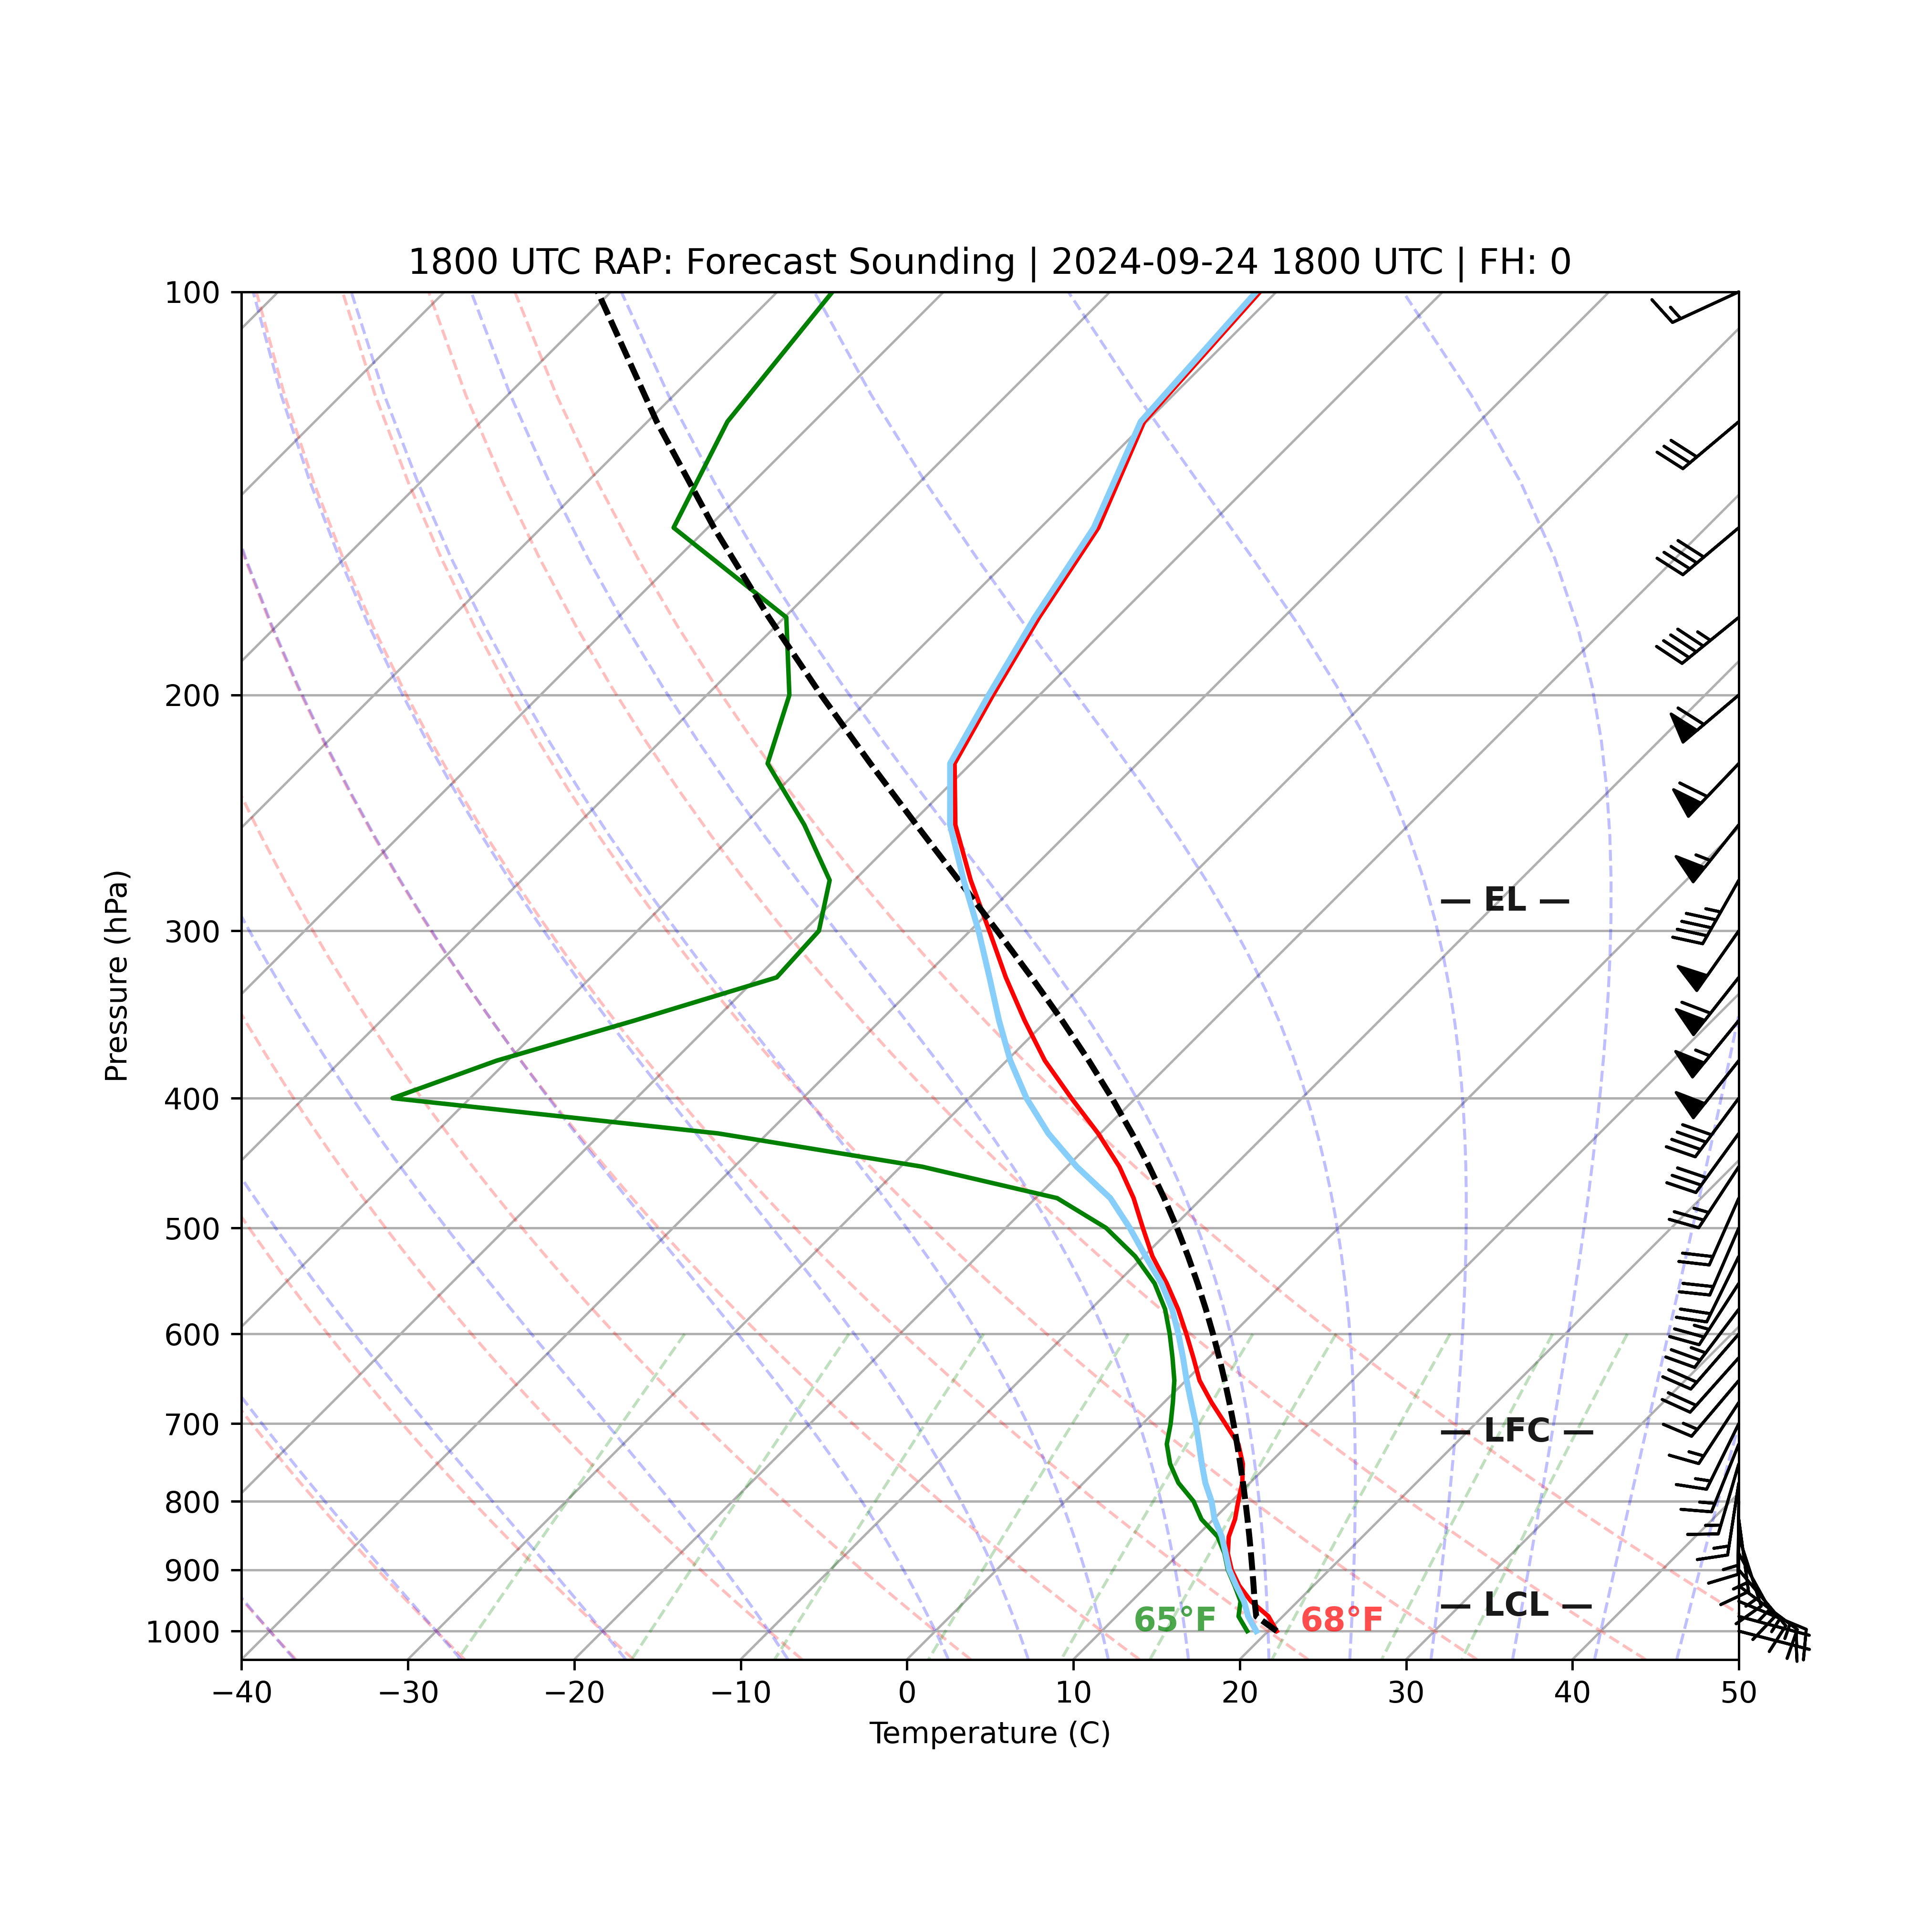 1800 UTC RAP: Forecast Sounding | 2024-09-24 1800 UTC | FH: 0
100
200
300
400
500
600
700
800
900
1000
Pressure (hPa)
— EL —
— LFC —
— LCL —
65°F 68°F
−40 −30 −20 −10 0 10 20 30 40 50
Temperature (C)